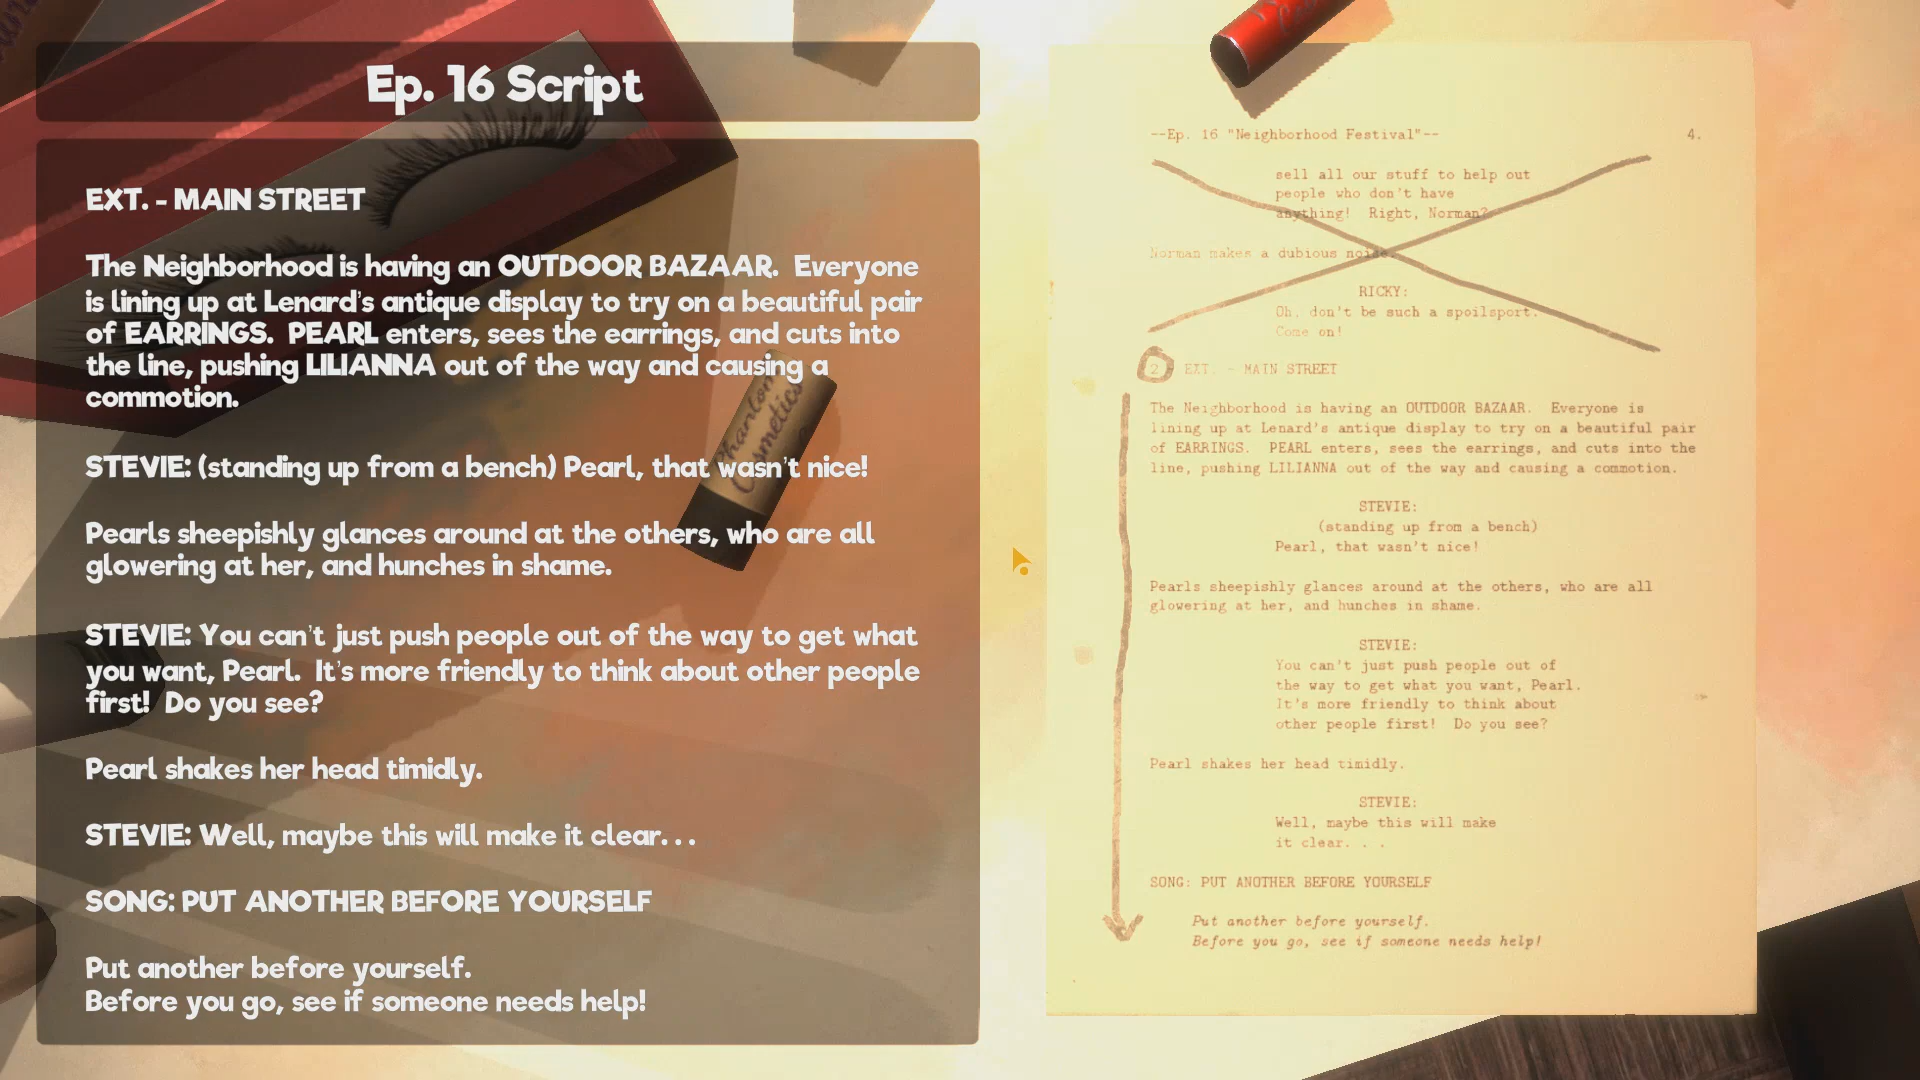 Ep. 16 Script
EXT. - MAIN STREET
The Neighborhood is having an OUTDOOR BAZAAR.  Everyone
is lining up at Lenard's antique display to try on a beautiful pair
of EARRINGS.  PEARL enters, sees the earrings, and cuts into
the line, pushing LILIANNA out of the way and causing a
commotion.
STEVIE: (standing up from a bench) Pearl, that wasn't nice!
Pearls sheepishly glances around at the others, who are all
glowering at her, and hunches in shame.
STEVIE: You can't just push people out of the way to get what
you want, Pearl.  It's more friendly to think about other people
first!  Do you see?
Pearl shakes her head timidly.
STEVIE: Well, maybe this will make it clear...
SONG: PUT ANOTHER BEFORE YOURSELF
Put another before yourself.
Before you go, see if someone needs help!
Phantom
Cosmetics
--Ep. 16 "Neighborhood Festival"-- 4.
sell all our stuff to help out
people who don't have
anything!  Right, Norman?
Norman makes a dubious noise.
RICKY:
Oh, don't be such a spoilsport.
Come on!
2 EXT. - MAIN STREET
The Neighborhood is having an OUTDOOR BAZAAR.  Everyone is
lining up at Lenard's antique display to try on a beautiful pair
of EARRINGS.  PEARL enters, sees the earrings, and cuts into the
line, pushing LILIANNA out of the way and causing a commotion.
STEVIE:
(standing up from a bench)
Pearl, that wasn't nice!
Pearls sheepishly glances around at the others, who are all
glowering at her, and hunches in shame.
STEVIE:
You can't just push people out of
the way to get what you want, Pearl.
It's more friendly to think about
other people first!  Do you see?
Pearl shakes her head timidly.
STEVIE:
Well, maybe this will make
it clear. . .
SONG: PUT ANOTHER BEFORE YOURSELF
Put another before yourself.
Before you go, see if someone needs help!